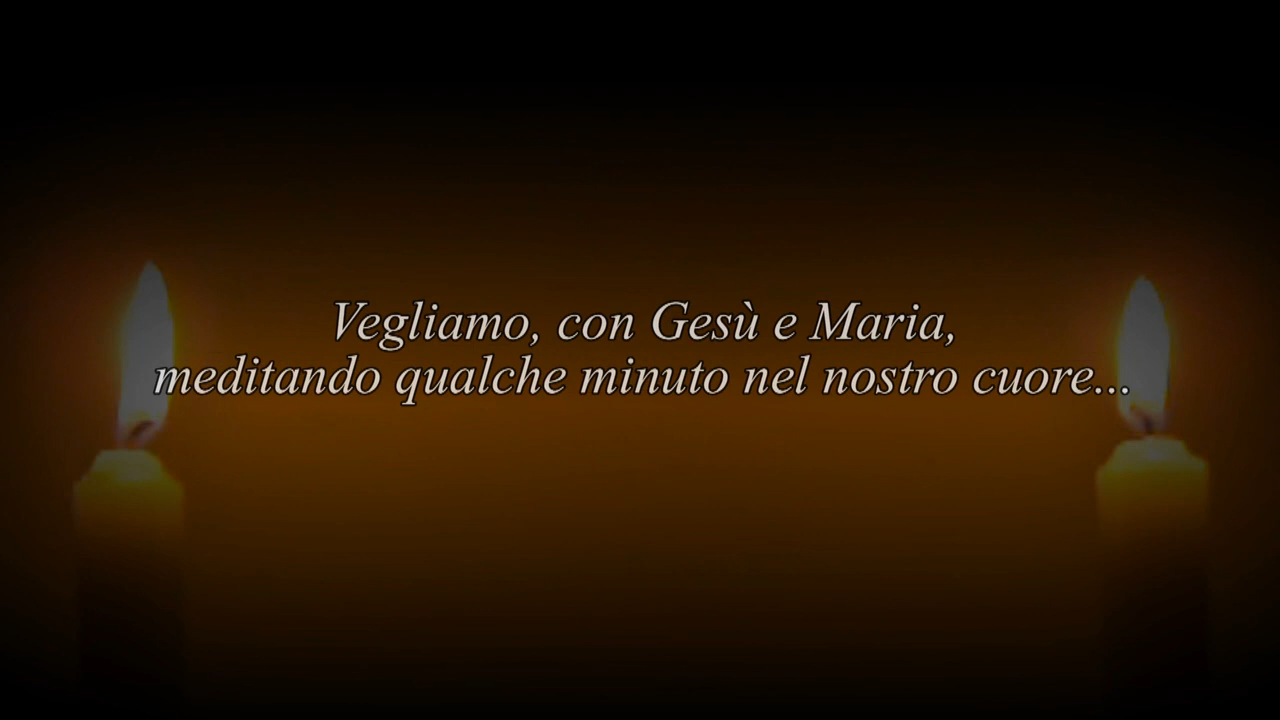 Vegliamo, con Gesù e Maria,
meditando qualche minuto nel nostro cuore...